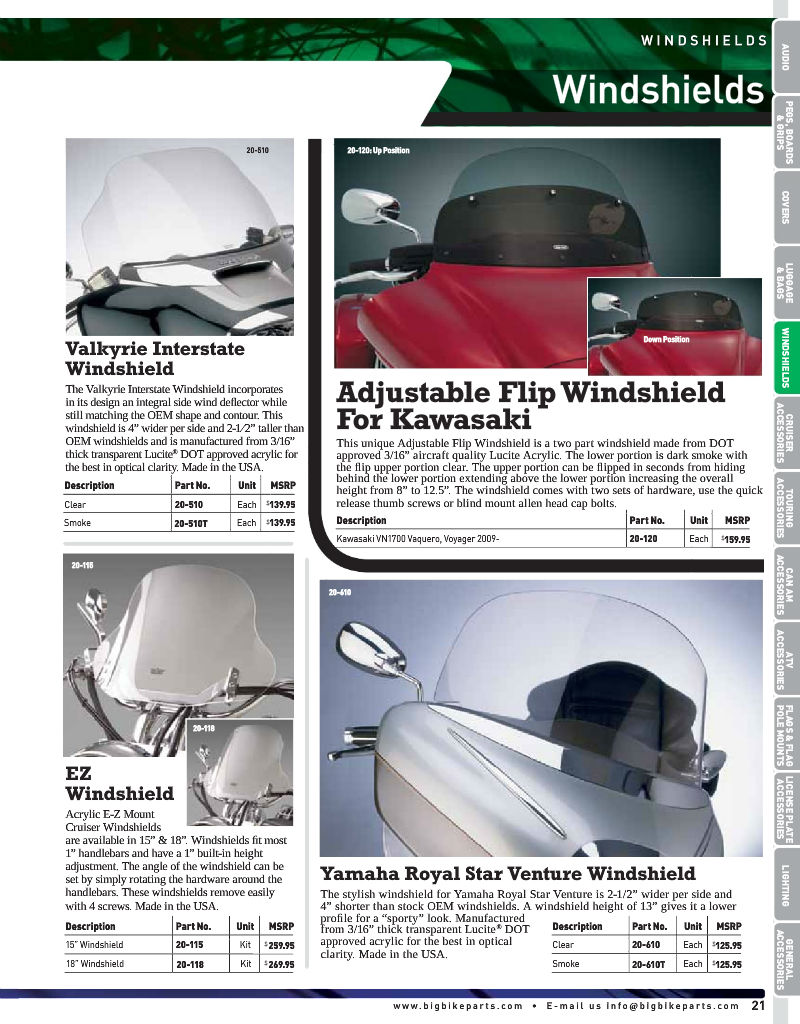 WINDSHIELDS
Windshields
20-510
Valkyrie Interstate
Windshield
The Valkyrie Interstate Windshield incorporates
in its design an integral side wind deflector while
still matching the OEM shape and contour. This
windshield is 4” wider per side and 2-1/2” taller than
OEM windshields and is manufactured from 3/16”
thick transparent Lucite® DOT approved acrylic for
the best in optical clarity. Made in the USA.
Description Part No. Unit MSRP
Clear 20-510 Each $139.95
Smoke 20-510T Each $139.95
20-120: Up Position
Down Position
Adjustable Flip Windshield
For Kawasaki
This unique Adjustable Flip Windshield is a two part windshield made from DOT
approved 3/16” aircraft quality Lucite Acrylic. The lower portion is dark smoke with
the flip upper portion clear. The upper portion can be flipped in seconds from hiding
behind the lower portion extending above the lower portion increasing the overall
height from 8” to 12.5”. The windshield comes with two sets of hardware, use the quick
release thumb screws or blind mount allen head cap bolts.
Description Part No. Unit MSRP
Kawasaki VN1700 Vaquero, Voyager 2009- 20-120 Each $159.95
20-115
20-118
EZ
Windshield
Acrylic E-Z Mount
Cruiser Windshields
are available in 15” & 18”. Windshields fit most
1” handlebars and have a 1” built-in height
adjustment. The angle of the windshield can be
set by simply rotating the hardware around the
handlebars. These windshields remove easily
with 4 screws. Made in the USA.
Description Part No. Unit MSRP
15” Windshield 20-115 Kit $259.95
18” Windshield 20-118 Kit $269.95
20-610
Yamaha Royal Star Venture Windshield
The stylish windshield for Yamaha Royal Star Venture is 2-1/2” wider per side and
4” shorter than stock OEM windshields. A windshield height of 13” gives it a lower
profile for a “sporty” look. Manufactured
from 3/16” thick transparent Lucite® DOT
approved acrylic for the best in optical
clarity. Made in the USA.
Description Part No. Unit MSRP
Clear 20-610 Each $125.95
Smoke 20-610T Each $125.95
AUDIO
PEGS, BOARDS
& GRIPS
COVERS
LUGGAGE
& BAGS
WINDSHIELDS
CRUISER
ACCESSORIES
TOURING
ACCESSORIES
CAN AM
ACCESSORIES
ATV
ACCESSORIES
FLAGS & FLAG
POLE MOUNTS
LICENSE PLATE
ACCESSORIES
LIGHTING
GENERAL
ACCESSORIES
www.bigbikeparts.com • E-mail us info@bigbikeparts.com 21